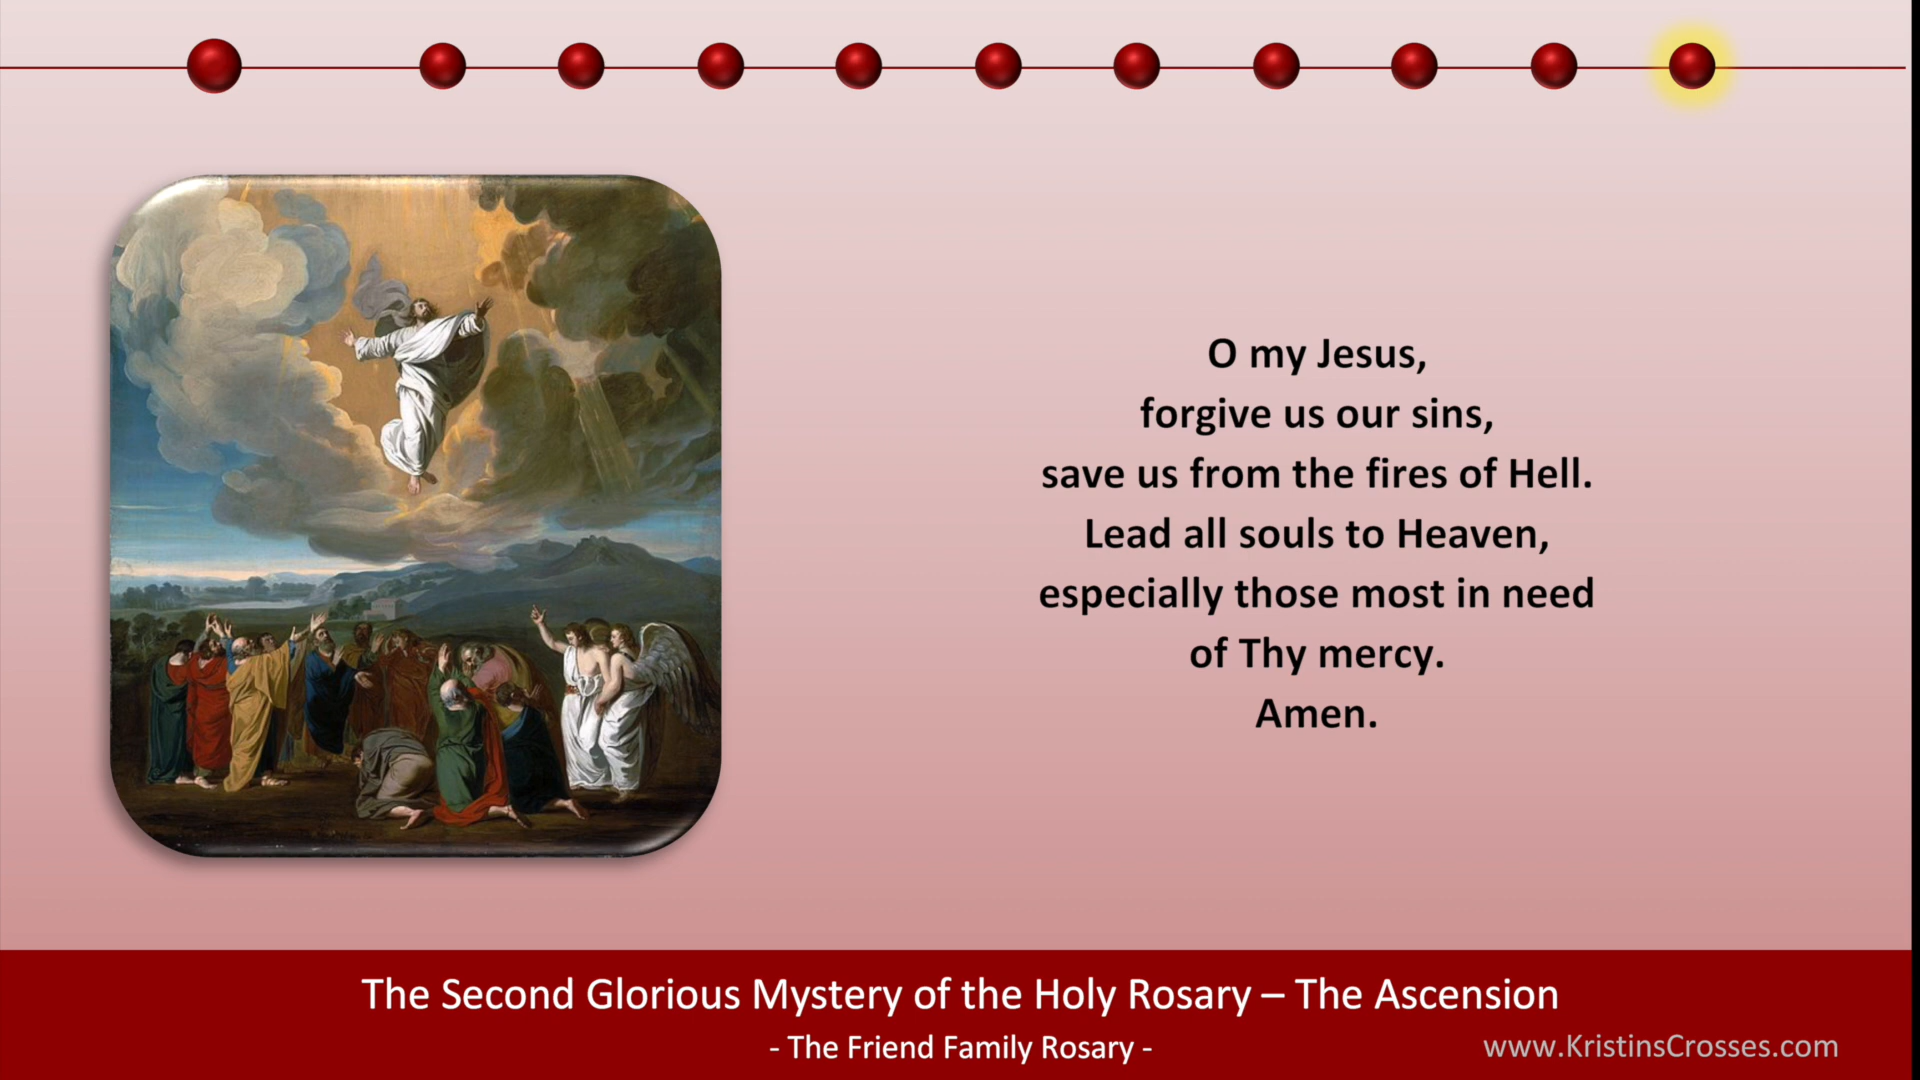 O my Jesus,
forgive us our sins,
save us from the fires of Hell.
Lead all souls to Heaven,
especially those most in need
of Thy mercy.
Amen.
The Second Glorious Mystery of the Holy Rosary – The Ascension
- The Friend Family Rosary -
www.KristinsCrosses.com